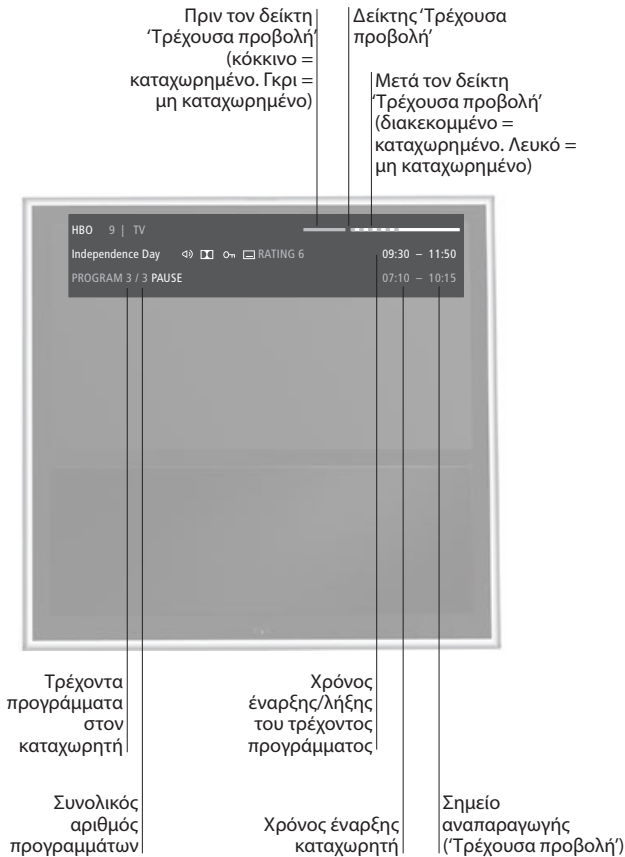 Πριν τον δείκτη
‘Τρέχουσα προβολή’
(κόκκινο =
καταχωρημένο. Γκρι =
μη καταχωρημένο)
Δείκτης ‘Τρέχουσα
προβολή’
Μετά τον δείκτη
‘Τρέχουσα προβολή’
(διακεκομμένο =
καταχωρημένο. Λευκό =
μη καταχωρημένο)
HBO 9 | TV
Independence Day RATING 6 09:30 – 11:50
PROGRAM 3 / 3 PAUSE 07:10 – 10:15
Τρέχοντα
προγράμματα
στον
καταχωρητή
Χρόνος
έναρξης/λήξης
του τρέχοντος
προγράμματος
Συνολικός
αριθμός
προγραμμάτων
Χρόνος έναρξης
καταχωρητή
Σημείο
αναπαραγωγής
(‘Τρέχουσα προβολή’)